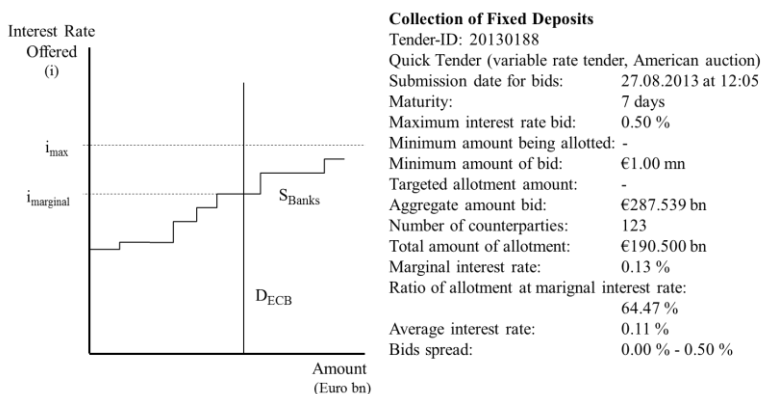 Interest Rate
Offered
(i)
i_max
i_marginal
S_Banks
D_ECB
Amount
(Euro bn)
Collection of Fixed Deposits
Tender-ID: 20130188
Quick Tender (variable rate tender, American auction)
Submission date for bids: 27.08.2013 at 12:05
Maturity: 7 days
Maximum interest rate bid: 0.50 %
Minimum amount being allotted: -
Minimum amount of bid: €1.00 mn
Targeted allotment amount: -
Aggregate amount bid: €287.539 bn
Number of counterparties: 123
Total amount of allotment: €190.500 bn
Marginal interest rate: 0.13 %
Ratio of allotment at marignal interest rate:
64.47 %
Average interest rate: 0.11 %
Bids spread: 0.00 % - 0.50 %